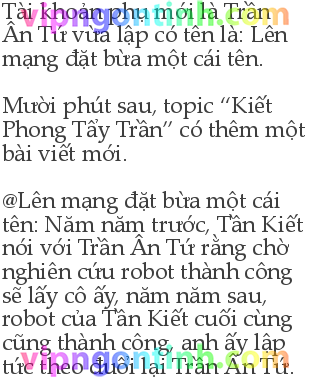 Tài khoản phụ mới là Trần
Ân Tứ vừa lập có tên là: Lên
mạng đặt bừa một cái tên.
Mười phút sau, topic “Kiết
Phong Tẩy Trần” có thêm một
bài viết mới.
@Lên mạng đặt bừa một cái
tên: Năm năm trước, Tần Kiết
nói với Trần Ân Tứ rằng chờ
nghiên cứu robot thành công
sẽ lấy cô ấy, năm năm sau,
robot của Tần Kiết cuối cùng
cũng thành công, anh ấy lập
tức theo đuổi lại Trần Ân Tứ.
vipngontinh.com
vipngontinh.com